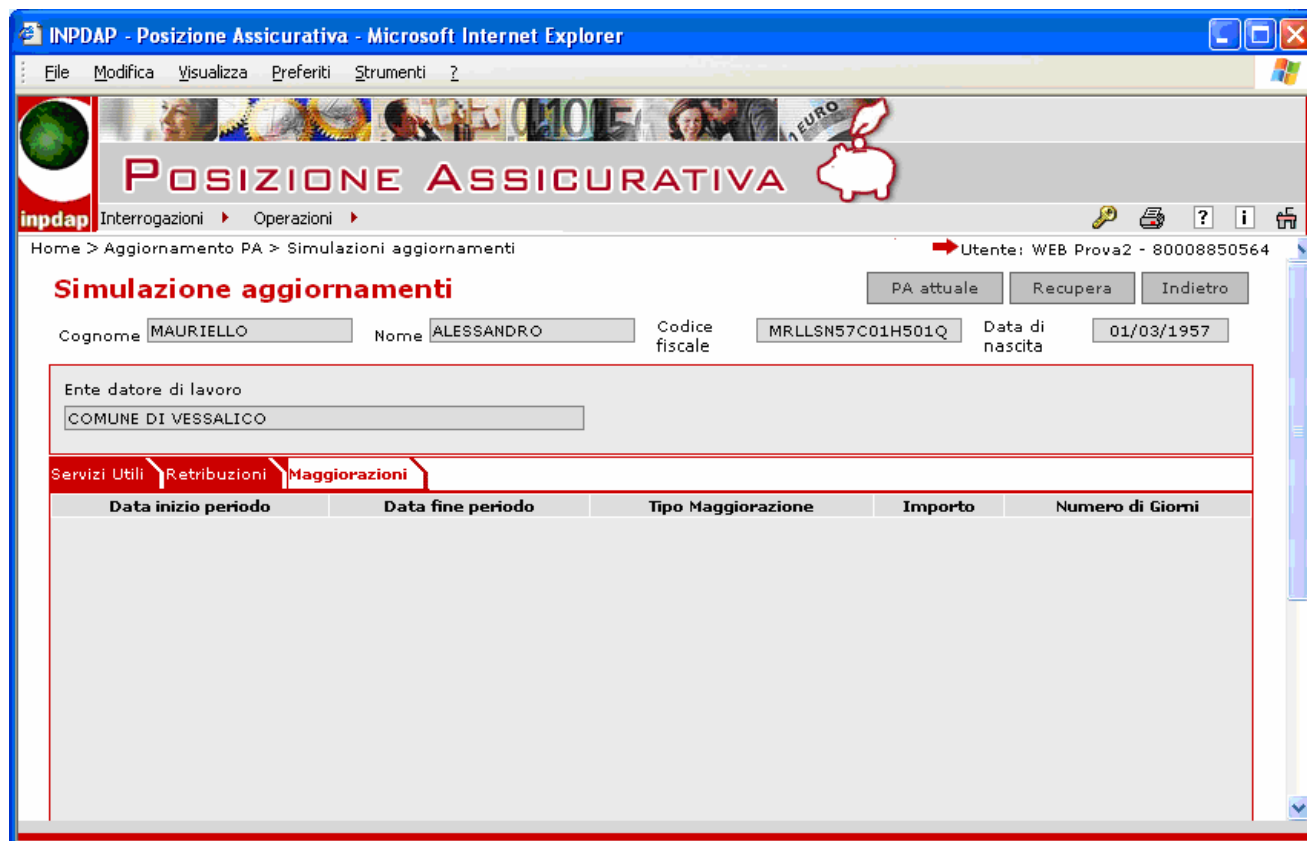 INPDAP - Posizione Assicurativa - Microsoft Internet Explorer
File Modifica Visualizza Preferiti Strumenti ?
EURO
POSIZIONE ASSICURATIVA
inpdap Interrogazioni Operazioni ? i
Home > Aggiornamento PA > Simulazioni aggiornamenti Utente: WEB Prova2 - 80008850564
Simulazione aggiornamenti PA attuale Recupera Indietro
Cognome MAURIELLO Nome ALESSANDRO Codice fiscale MRLLSN57C01H501Q Data di nascita 01/03/1957
Ente datore di lavoro
COMUNE DI VESSALICO
Servizi Utili Retribuzioni Maggiorazioni
Data inizio periodo Data fine periodo Tipo Maggiorazione Importo Numero di Giorni